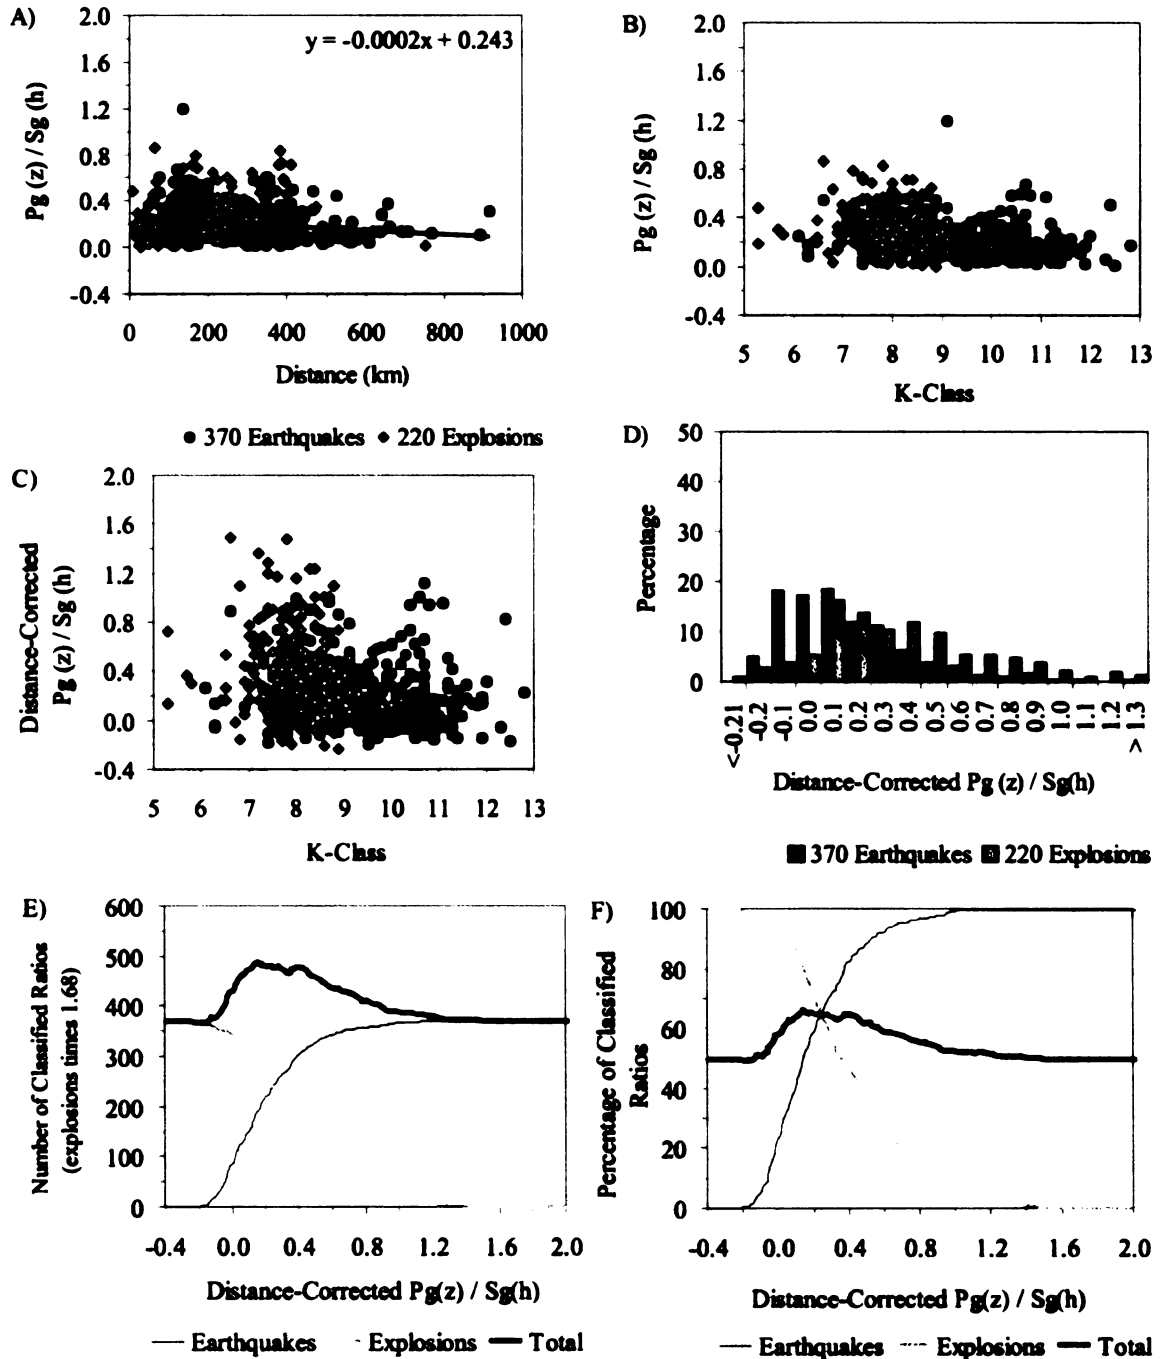 A)
2.0
1.6
1.2
0.8
0.4
0.0
-0.4
Pg (z) / Sg (h)
y = -0.0002x + 0.243
0 200 400 600 800 1000
Distance (km)
B)
2.0
1.6
1.2
0.8
0.4
0.0
-0.4
Pg (z) / Sg (h)
5 6 7 8 9 10 11 12 13
K-Class
370 Earthquakes 220 Explosions
C)
2.0
1.6
1.2
0.8
0.4
0.0
-0.4
Distance-Corrected
Pg (z) / Sg (h)
5 6 7 8 9 10 11 12 13
K-Class
D)
50
40
30
20
10
0
Percentage
<-0.21 -0.2 -0.1 0.0 0.1 0.2 0.3 0.4 0.5 0.6 0.7 0.8 0.9 1.0 1.1 1.2 > 1.3
Distance-Corrected Pg (z) / Sg(h)
370 Earthquakes 220 Explosions
E)
600
500
400
300
200
100
0
Number of Classified Ratios
(explosions times 1.68)
-0.4 0.0 0.4 0.8 1.2 1.6 2.0
Distance-Corrected Pg(z) / Sg(h)
Earthquakes Explosions Total
F)
100
80
60
40
20
0
Percentage of Classified
Ratios
-0.4 0.0 0.4 0.8 1.2 1.6 2.0
Distance-Corrected Pg(z) / Sg(h)
Earthquakes Explosions Total